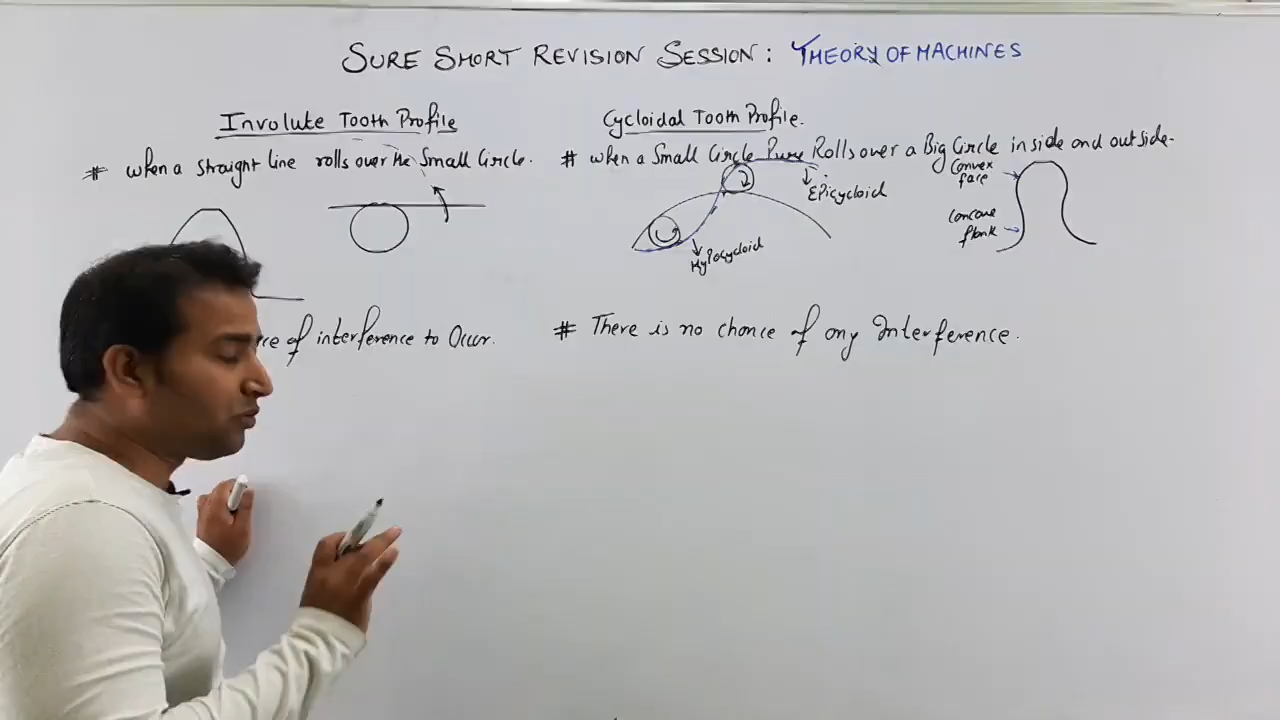 SURE SHORT REVISION SESSION: THEORY OF MACHINES
Involute Tooth Profile
# when a straight line rolls over the Small Circle.
of interference to Occur.
Cycloidal Tooth Profile.
# when a Small Circle Pure Rolls over a Big Circle inside and outside.
Epicycloid
Hypocycloid
Convex
face
Concave
flank
# There is no chance of any Interference.